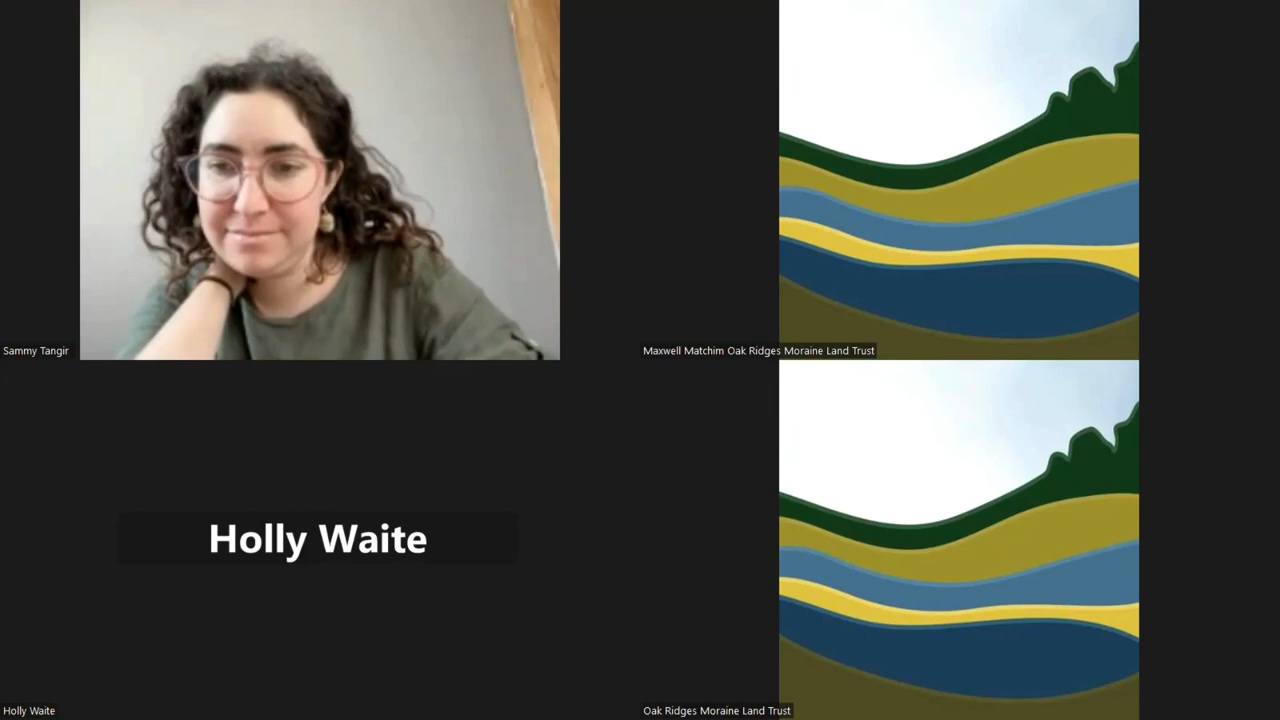 Sammy Tangir
Maxwell Matchim Oak Ridges Moraine Land Trust
Holly Waite
Holly Waite
Oak Ridges Moraine Land Trust